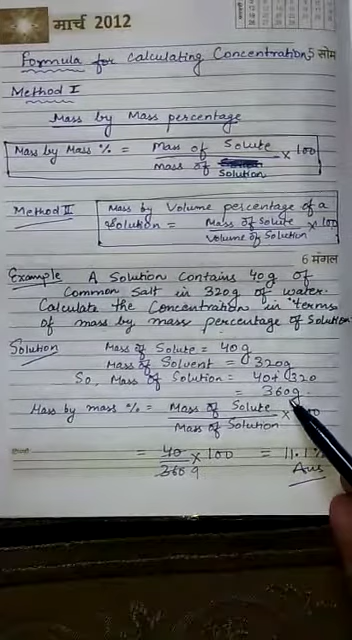 मार्च 2012
Formula for Calculating Concentration
5 सोम
Method I
Mass by Mass percentage
Mass by Mass % = Mass of Solute / Mass of Solution × 100
Method II
Mass by Volume percentage of a
Solution = Mass of Solute / Volume of Solution × 100
6 मंगल
Example A Solution Contains 40g of
Common Salt in 320g of water.
Calculate the Concentration in terms
of mass by mass percentage of Solution
Solution Mass of Solute = 40g
Mass of Solvent = 320g
So, Mass of Solution = 40+320
= 360g.
Mass by mass % = Mass of Solute / Mass of Solution ×
= 40 / 360g × 100 = 11.1%
Ans